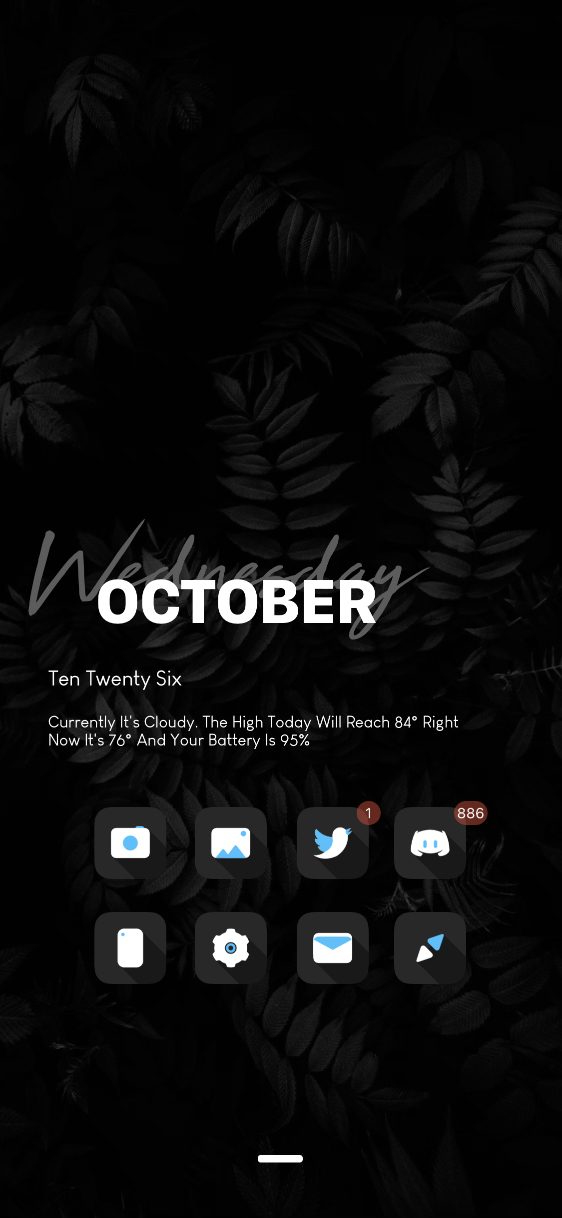 Wednesday
OCTOBER
Ten Twenty Six
Currently It's Cloudy. The High Today Will Reach 84° Right
Now It's 76° And Your Battery Is 95%
1
886